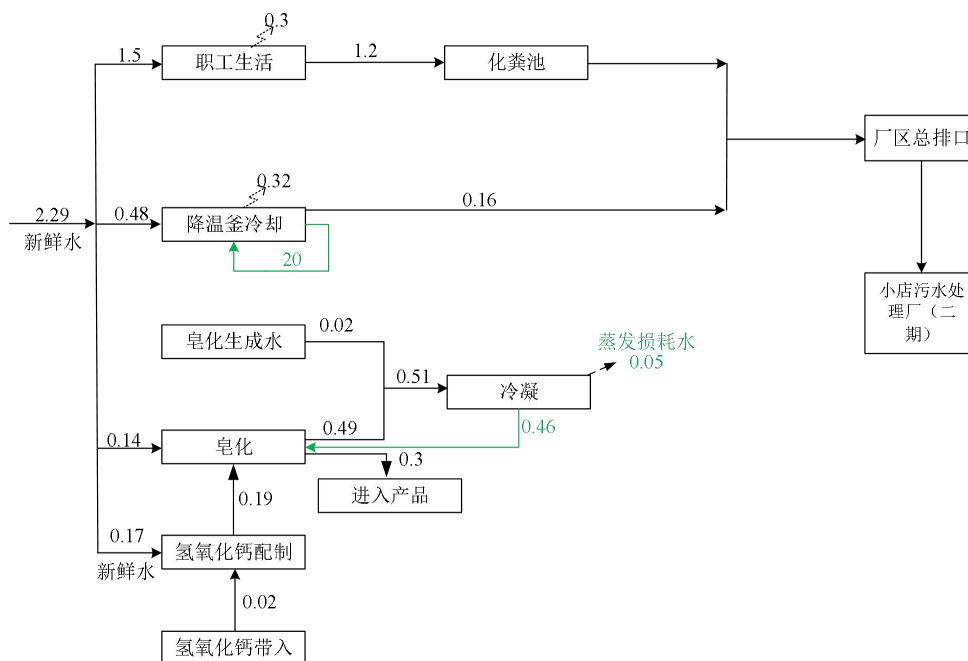 0.3
1.5
职工生活
1.2
化粪池
厂区总排口
0.32
2.29
新鲜水
0.48
降温釜冷却
0.16
20
小店污水处
理厂（二
期）
皂化生成水
0.02
蒸发损耗水
0.05
0.51
冷凝
0.49
0.46
0.14
皂化
0.3
进入产品
0.19
0.17
新鲜水
氢氧化钙配制
0.02
氢氧化钙带入